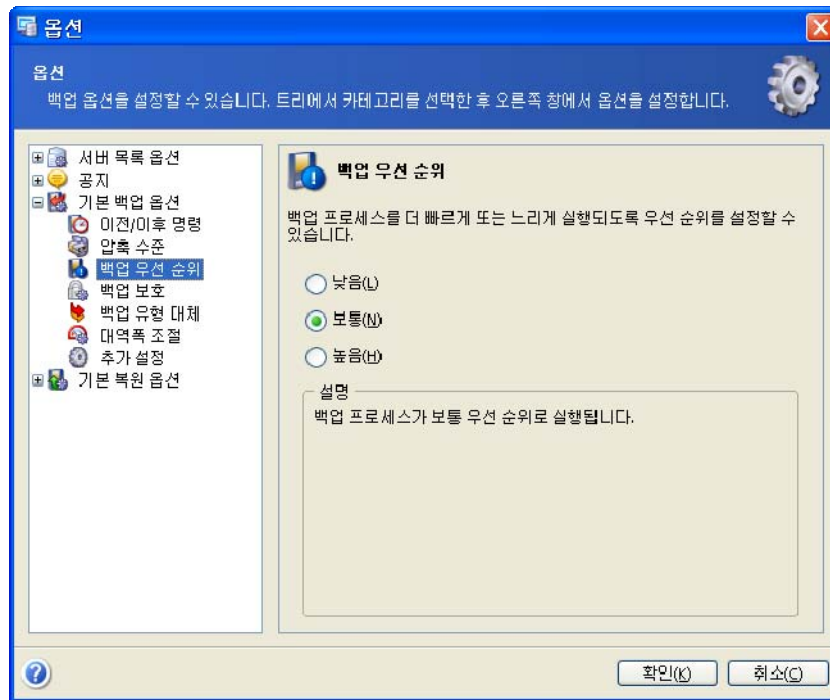 옵션
옵션
백업 옵션을 설정할 수 있습니다. 트리에서 카테고리를 선택한 후 오른쪽 창에서 옵션을 설정합니다.
서버 목록 옵션
공지
기본 백업 옵션
이전/이후 명령
압축 수준
백업 우선 순위
백업 보호
백업 유형 대체
대역폭 조절
추가 설정
기본 복원 옵션
백업 우선 순위
백업 프로세스를 더 빠르게 또는 느리게 실행되도록 우선 순위를 설정할 수
있습니다.
낮음(L)
보통(N)
높음(H)
설명
백업 프로세스가 보통 우선 순위로 실행됩니다.
확인(K)
취소(C)